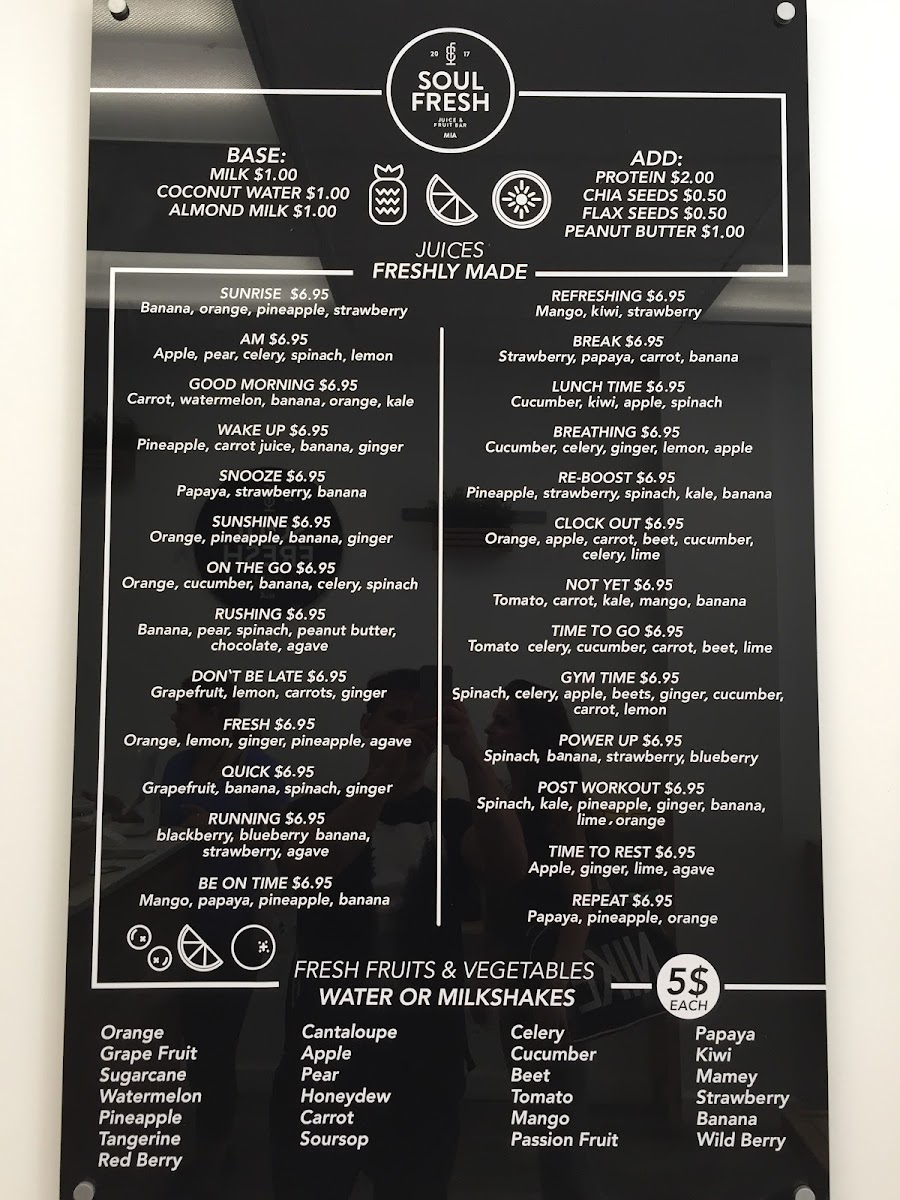 20 17
SOUL
FRESH
JUICE &
FRUIT BAR
MIA
BASE:
MILK $1.00
COCONUT WATER $1.00
ALMOND MILK $1.00
ADD:
PROTEIN $2.00
CHIA SEEDS $0.50
FLAX SEEDS $0.50
PEANUT BUTTER $1.00
JUICES
FRESHLY MADE
SUNRISE $6.95
Banana, orange, pineapple, strawberry
AM $6.95
Apple, pear, celery, spinach, lemon
GOOD MORNING $6.95
Carrot, watermelon, banana, orange, kale
WAKE UP $6.95
Pineapple, carrot juice, banana, ginger
SNOOZE $6.95
Papaya, strawberry, banana
SUNSHINE $6.95
Orange, pineapple, banana, ginger
ON THE GO $6.95
Orange, cucumber, banana, celery, spinach
RUSHING $6.95
Banana, pear, spinach, peanut butter,
chocolate, agave
DON`T BE LATE $6.95
Grapefruit, lemon, carrots, ginger
FRESH $6.95
Orange, lemon, ginger, pineapple, agave
QUICK $6.95
Grapefruit, banana, spinach, ginger
RUNNING $6.95
blackberry, blueberry banana,
strawberry, agave
BE ON TIME $6.95
Mango, papaya, pineapple, banana
REFRESHING $6.95
Mango, kiwi, strawberry
BREAK $6.95
Strawberry, papaya, carrot, banana
LUNCH TIME $6.95
Cucumber, kiwi, apple, spinach
BREATHING $6.95
Cucumber, celery, ginger, lemon, apple
RE-BOOST $6.95
Pineapple, strawberry, spinach, kale, banana
CLOCK OUT $6.95
Orange, apple, carrot, beet, cucumber,
celery, lime
NOT YET $6.95
Tomato, carrot, kale, mango, banana
TIME TO GO $6.95
Tomato celery, cucumber, carrot, beet, lime
GYM TIME $6.95
Spinach, celery, apple, beets, ginger, cucumber,
carrot, lemon
POWER UP $6.95
Spinach, banana, strawberry, blueberry
POST WORKOUT $6.95
Spinach, kale, pineapple, ginger, banana,
lime, orange
TIME TO REST $6.95
Apple, ginger, lime, agave
REPEAT $6.95
Papaya, pineapple, orange
FRESH FRUITS & VEGETABLES
WATER OR MILKSHAKES
5$
EACH
Orange
Grape Fruit
Sugarcane
Watermelon
Pineapple
Tangerine
Red Berry
Cantaloupe
Apple
Pear
Honeydew
Carrot
Soursop
Celery
Cucumber
Beet
Tomato
Mango
Passion Fruit
Papaya
Kiwi
Mamey
Strawberry
Banana
Wild Berry